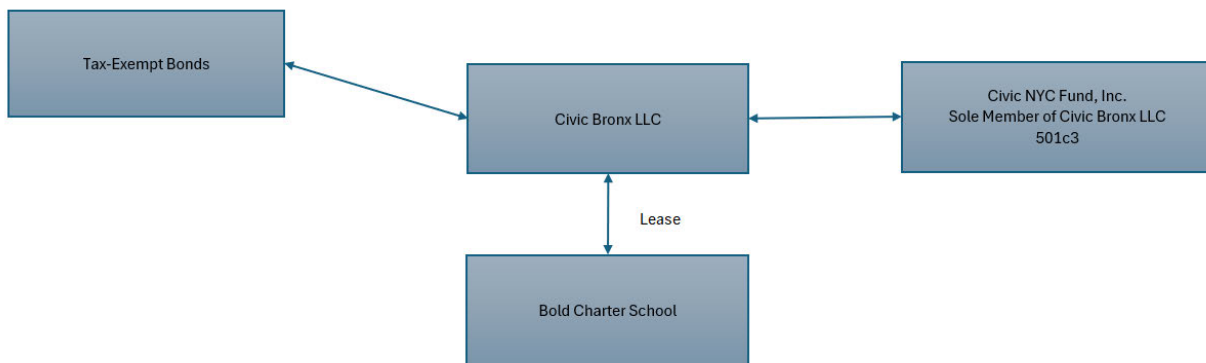 Tax-Exempt Bonds
Civic Bronx LLC
Civic NYC Fund, Inc.
Sole Member of Civic Bronx LLC
501c3
Lease
Bold Charter School